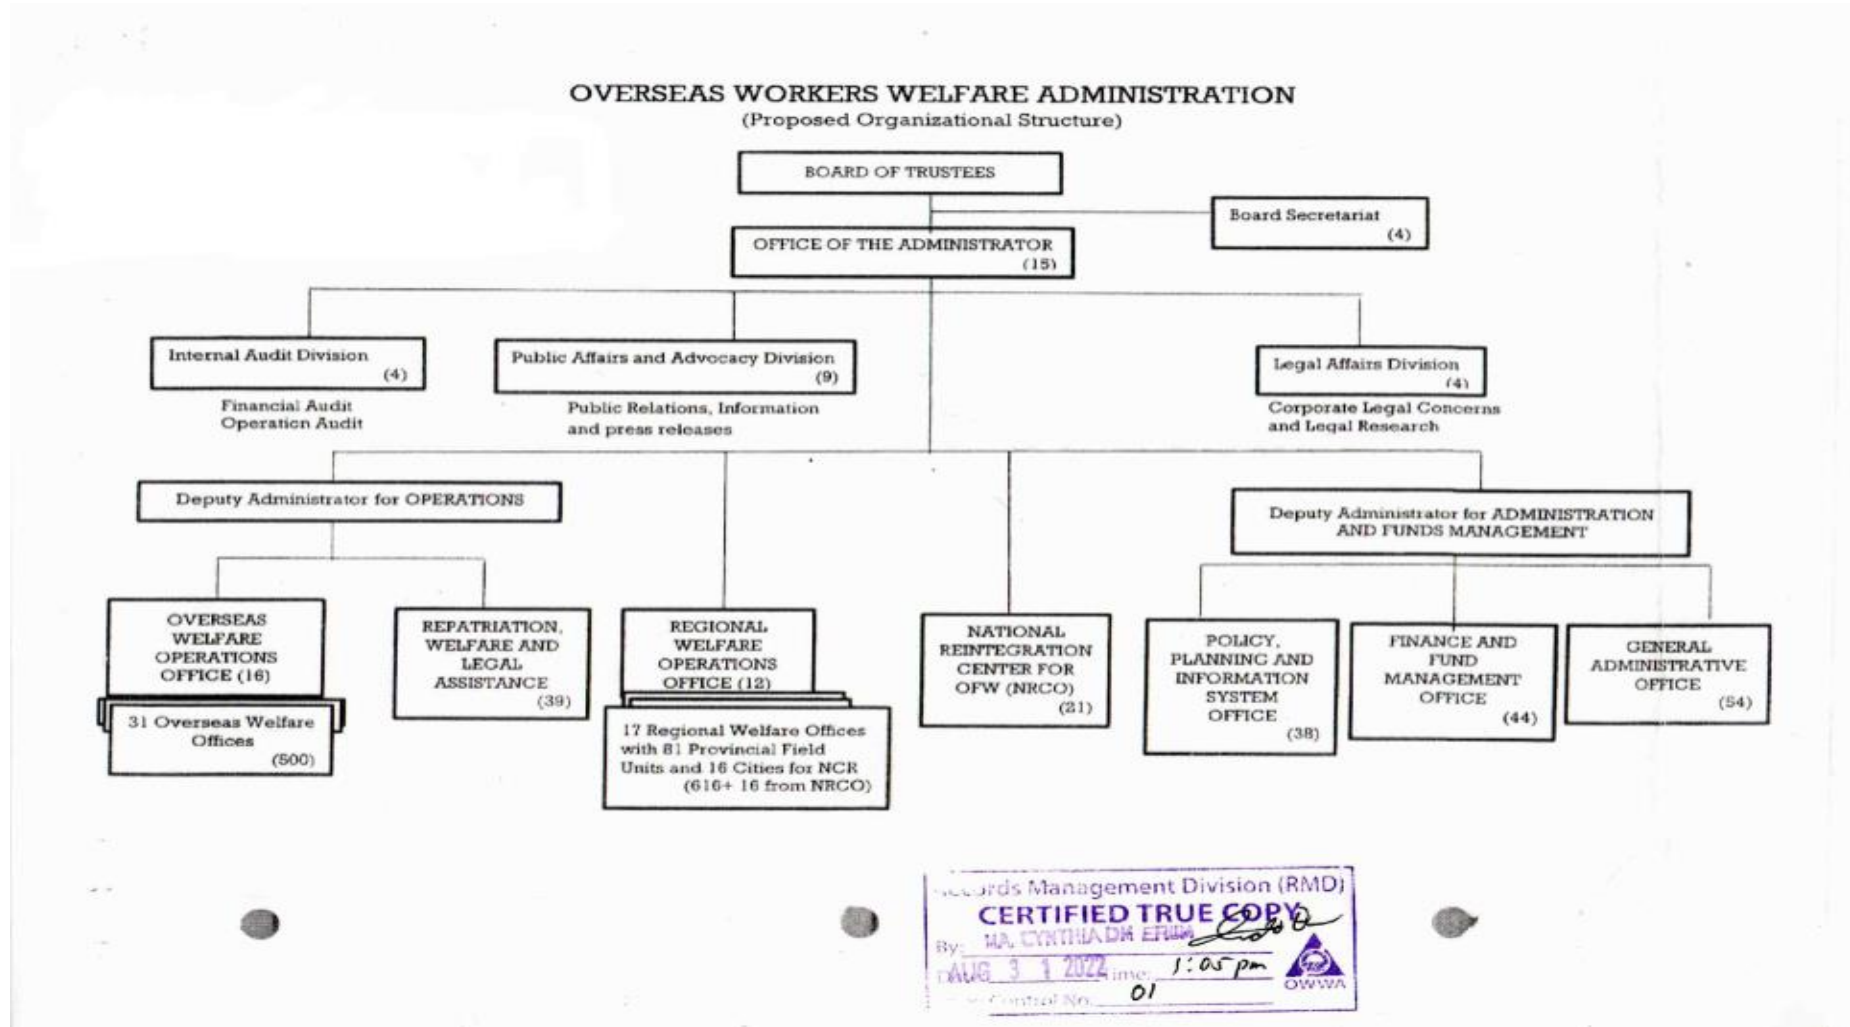 OVERSEAS WORKERS WELFARE ADMINISTRATION
(Proposed Organizational Structure)
BOARD OF TRUSTEES
Board Secretariat
(4)
OFFICE OF THE ADMINISTRATOR
(15)
Internal Audit Division
(4)
Financial Audit
Operation Audit
Public Affairs and Advocacy Division
(9)
Public Relations, Information
and press releases
Legal Affairs Division
(4)
Corporate Legal Concerns
and Legal Research
Deputy Administrator for OPERATIONS
Deputy Administrator for ADMINISTRATION
AND FUNDS MANAGEMENT
OVERSEAS
WELFARE
OPERATIONS
OFFICE (16)
31 Overseas Welfare
Offices
(500)
REPATRIATION,
WELFARE AND
LEGAL
ASSISTANCE
(39)
REGIONAL
WELFARE
OPERATIONS
OFFICE (12)
17 Regional Welfare Offices
with 81 Provincial Field
Units and 16 Cities for NCR
(616+ 16 from NRCO)
NATIONAL
REINTEGRATION
CENTER FOR
OFW (NRCO)
(21)
POLICY,
PLANNING AND
INFORMATION
SYSTEM
OFFICE
(38)
FINANCE AND
FUND
MANAGEMENT
OFFICE
(44)
GENERAL
ADMINISTRATIVE
OFFICE
(54)
Management Division (RMD)
CERTIFIED TRUE COPY
By: MA. CYNTHIA DM
AUG 31 2022 Time: 1:05 pm
Control No. 01
OWWA